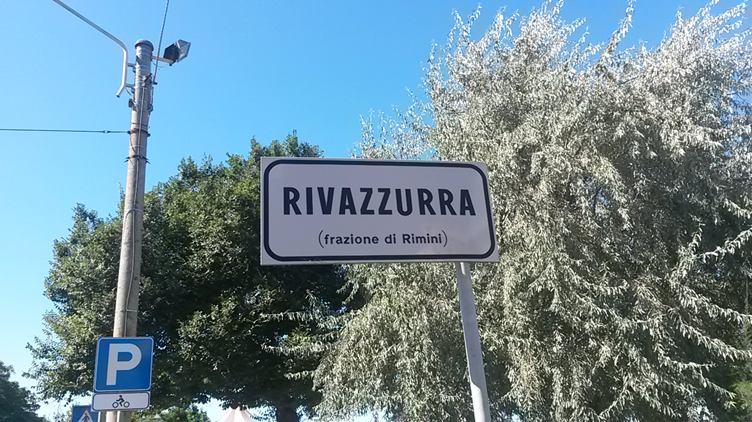 RIVAZZURRA
(frazione di Rimini)
P